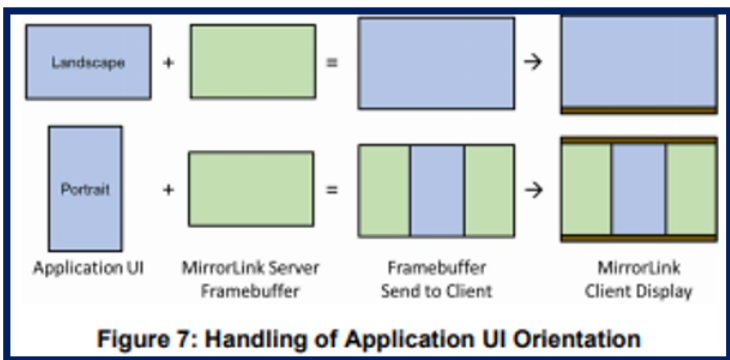 Landscape
+
=
→
Portrait
+
=
→
Application UI
MirrorLink Server
Framebuffer
Framebuffer
Send to Client
MirrorLink
Client Display
Figure 7: Handling of Application UI Orientation